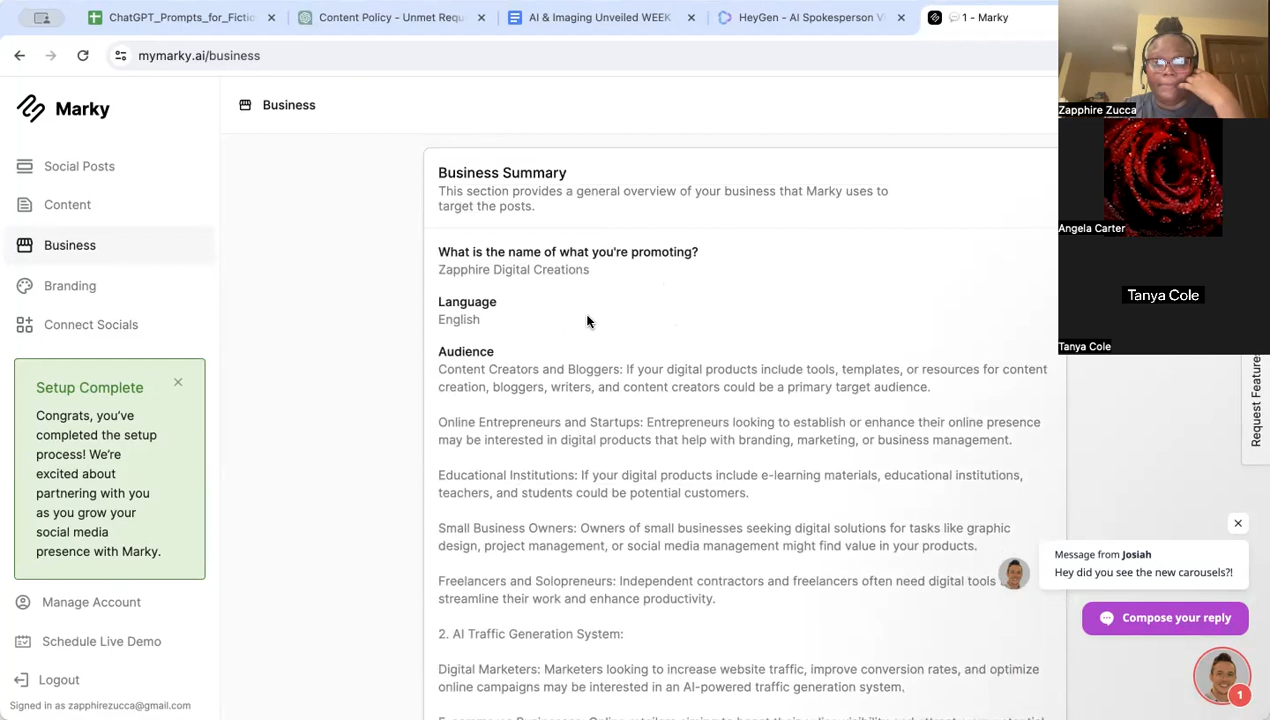 ChatGPT_Prompts_for_Fictic
Content Policy - Unmet Requ
AI & Imaging Unveiled WEEK
HeyGen - AI Spokesperson V
1 - Marky
mymarky.ai/business
Marky
Social Posts
Content
Business
Branding
Connect Socials
Setup Complete
Congrats, you've
completed the setup
process! We're
excited about
partnering with you
as you grow your
social media
presence with Marky.
Manage Account
Schedule Live Demo
Logout
Signed in as zapphirezucca@gmail.com
Business
Business Summary
This section provides a general overview of your business that Marky uses to
target the posts.
What is the name of what you're promoting?
Zapphire Digital Creations
Language
English
Audience
Content Creators and Bloggers: If your digital products include tools, templates, or resources for content
creation, bloggers, writers, and content creators could be a primary target audience.
Online Entrepreneurs and Startups: Entrepreneurs looking to establish or enhance their online presence
may be interested in digital products that help with branding, marketing, or business management.
Educational Institutions: If your digital products include e-learning materials, educational institutions,
teachers, and students could be potential customers.
Small Business Owners: Owners of small businesses seeking digital solutions for tasks like graphic
design, project management, or social media management might find value in your products.
Freelancers and Solopreneurs: Independent contractors and freelancers often need digital tools
streamline their work and enhance productivity.
2. AI Traffic Generation System:
Digital Marketers: Marketers looking to increase website traffic, improve conversion rates, and optimize
online campaigns may be interested in an AI-powered traffic generation system.
Zapphire Zucca
Angela Carter
Tanya Cole
Tanya Cole
Request Feature
Message from Josiah
Hey did you see the new carousels?!
Compose your reply
1